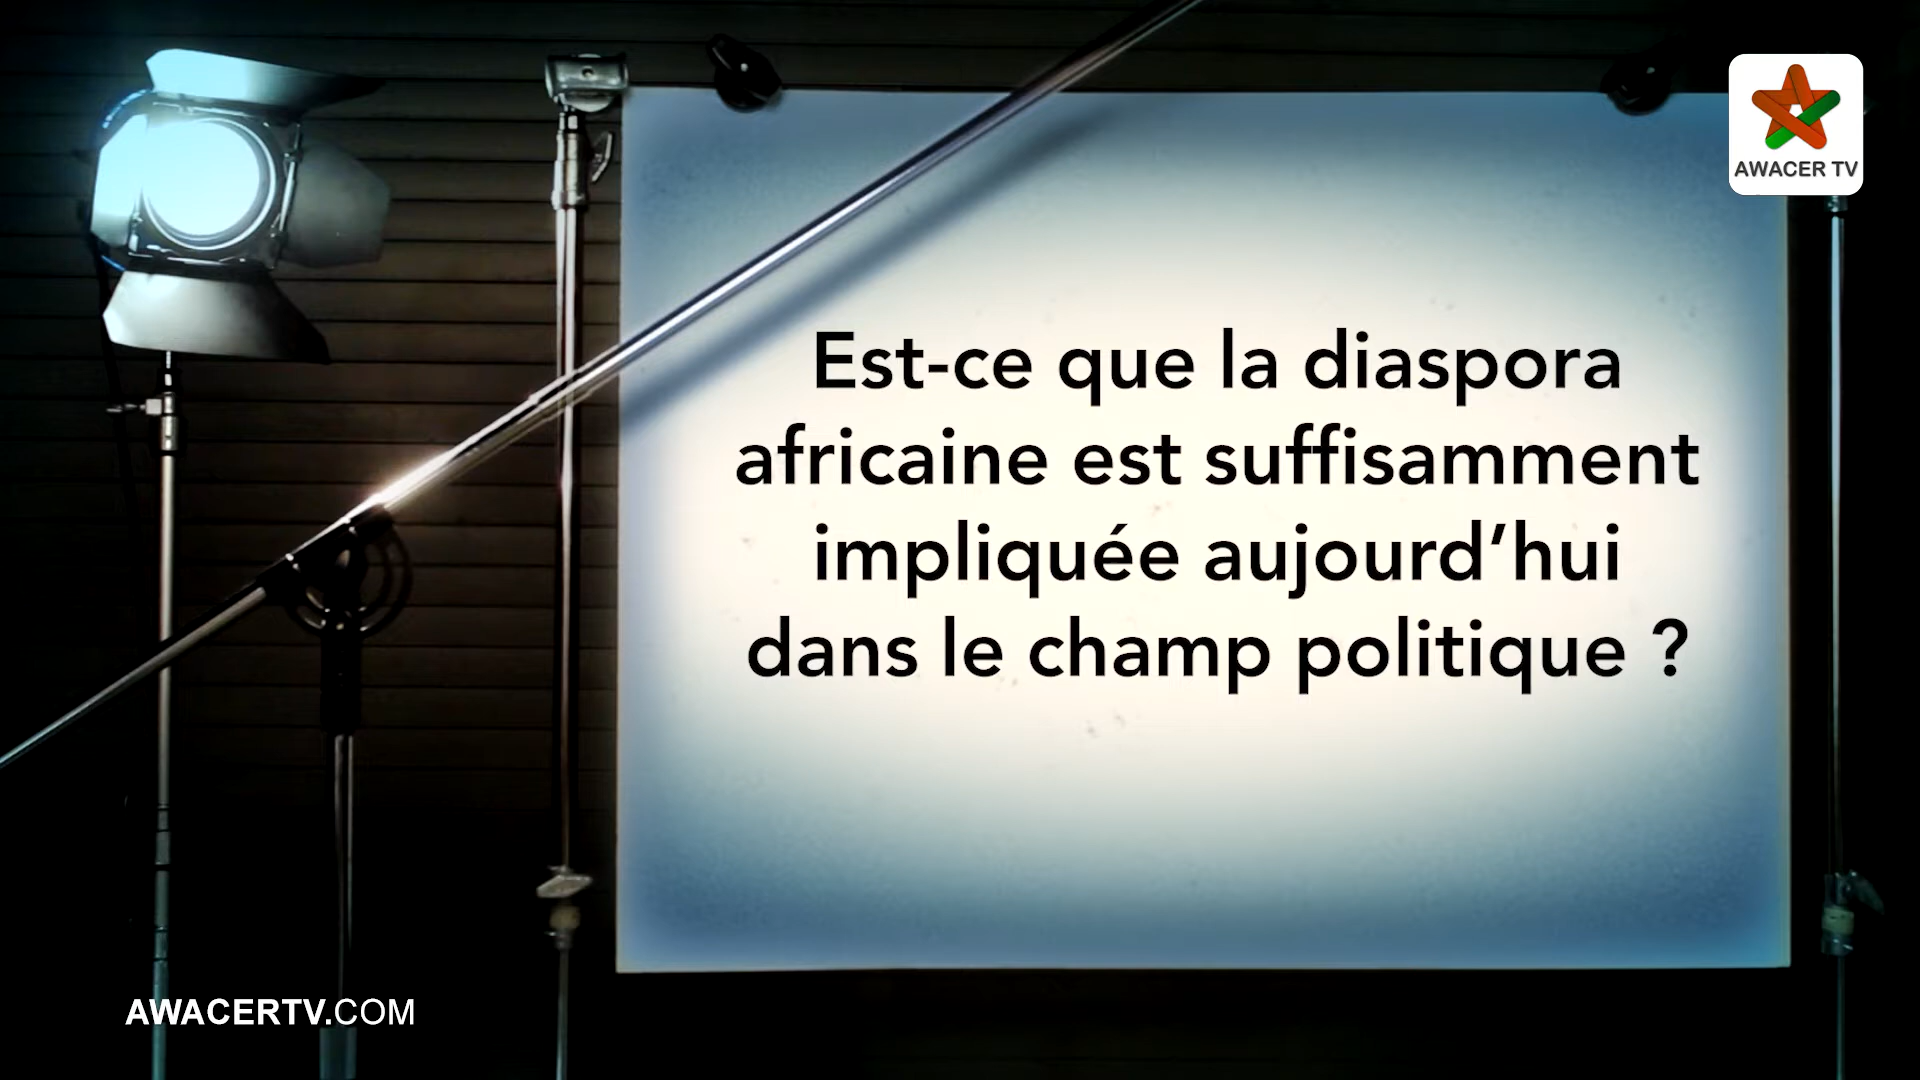 AWACER TV
Est-ce que la diaspora
africaine est suffisamment
impliquée aujourd’hui
dans le champ politique ?
AWACERTV.COM